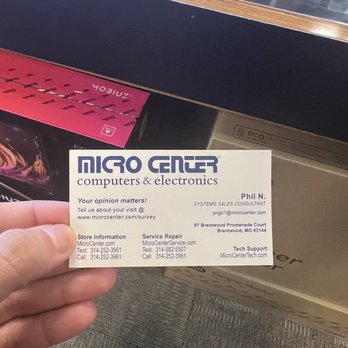 MOBIUZ
eco
MICRO CENTER
computers & electronics
Your opinion matters!
Tell us about your visit @
www.microcenter.com/survey
Phil N.
SYSTEMS SALES CONSULTANT
pngo1@microcenter.com
87 Brentwood Promenade Court
Brentwood, MO 63144
Store Information
MicroCenter.com
Text: 314-252-3961
Call: 314-252-3961
Service Repair
MicroCenterService.com
Text: 314-582-5507
Call: 314-252-3961
Tech Support
MicroCenterTech.com